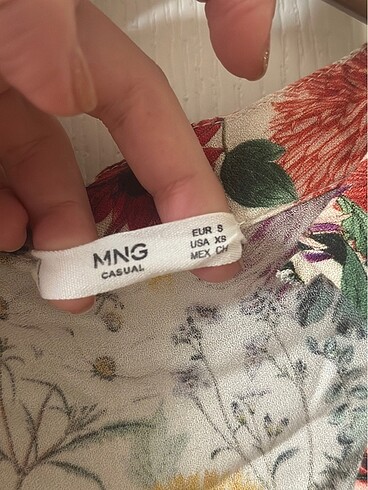 MNG
CASUAL
EUR S
USA XS
MEX CH